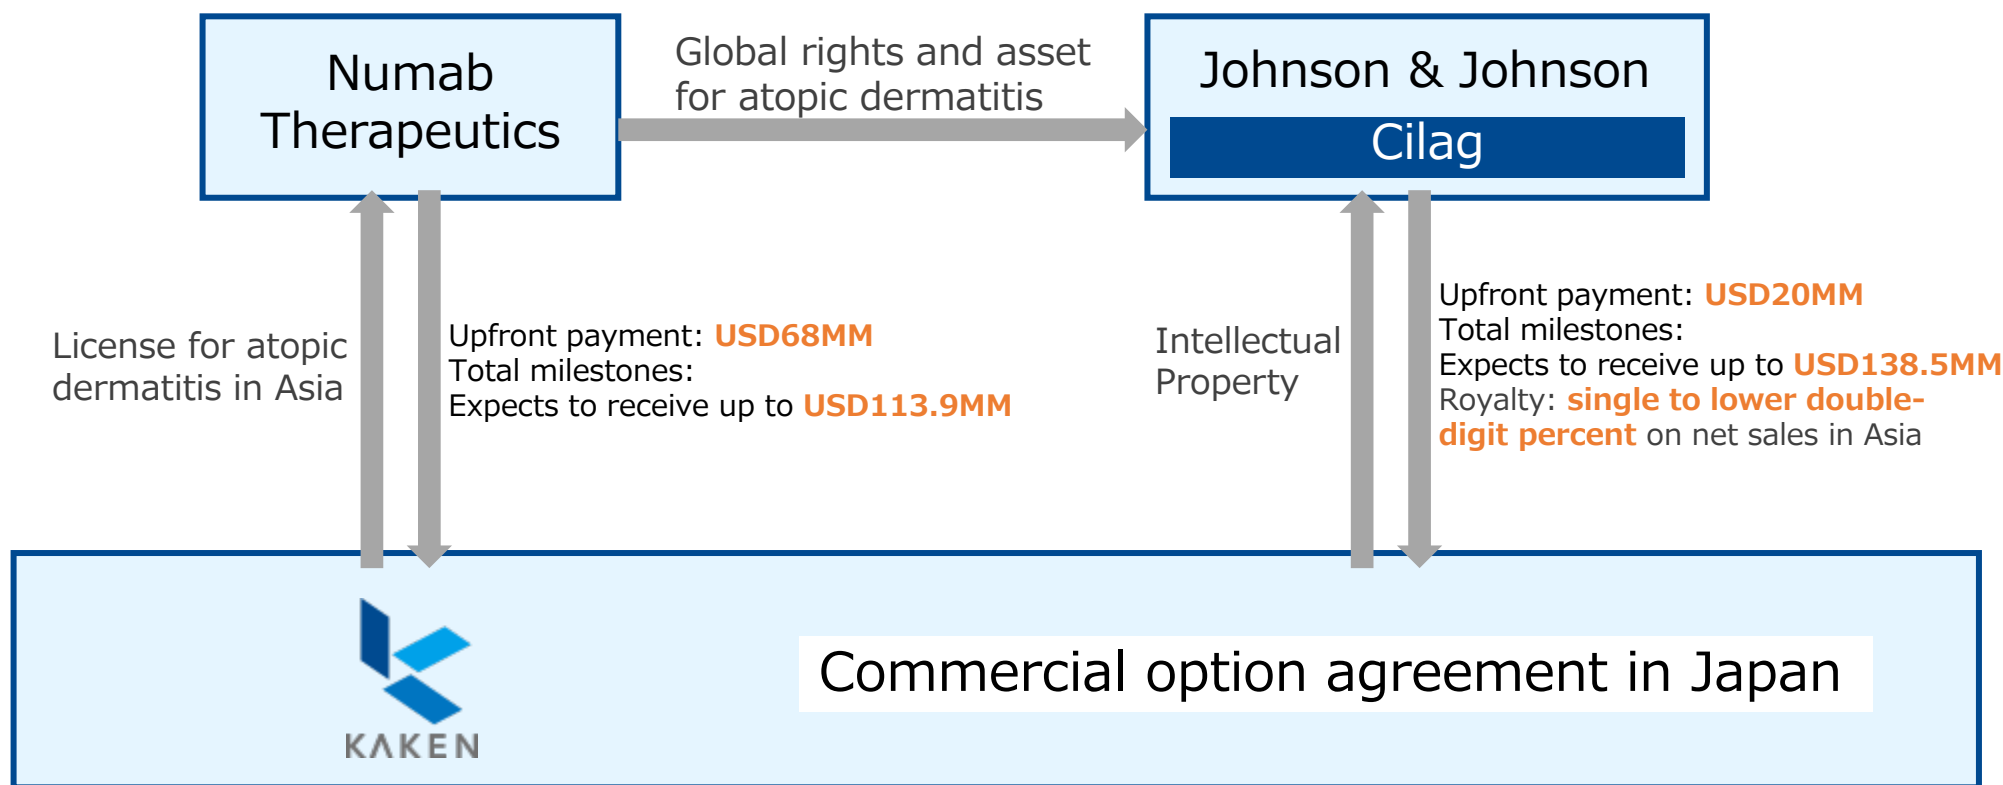 Numab
Therapeutics
Global rights and asset
for atopic dermatitis
Johnson & Johnson
Cilag
License for atopic
dermatitis in Asia
Upfront payment: USD68MM
Total milestones:
Expects to receive up to USD113.9MM
Intellectual
Property
Upfront payment: USD20MM
Total milestones:
Expects to receive up to USD138.5MM
Royalty: single to lower double-
digit percent on net sales in Asia
KAKEN
Commercial option agreement in Japan